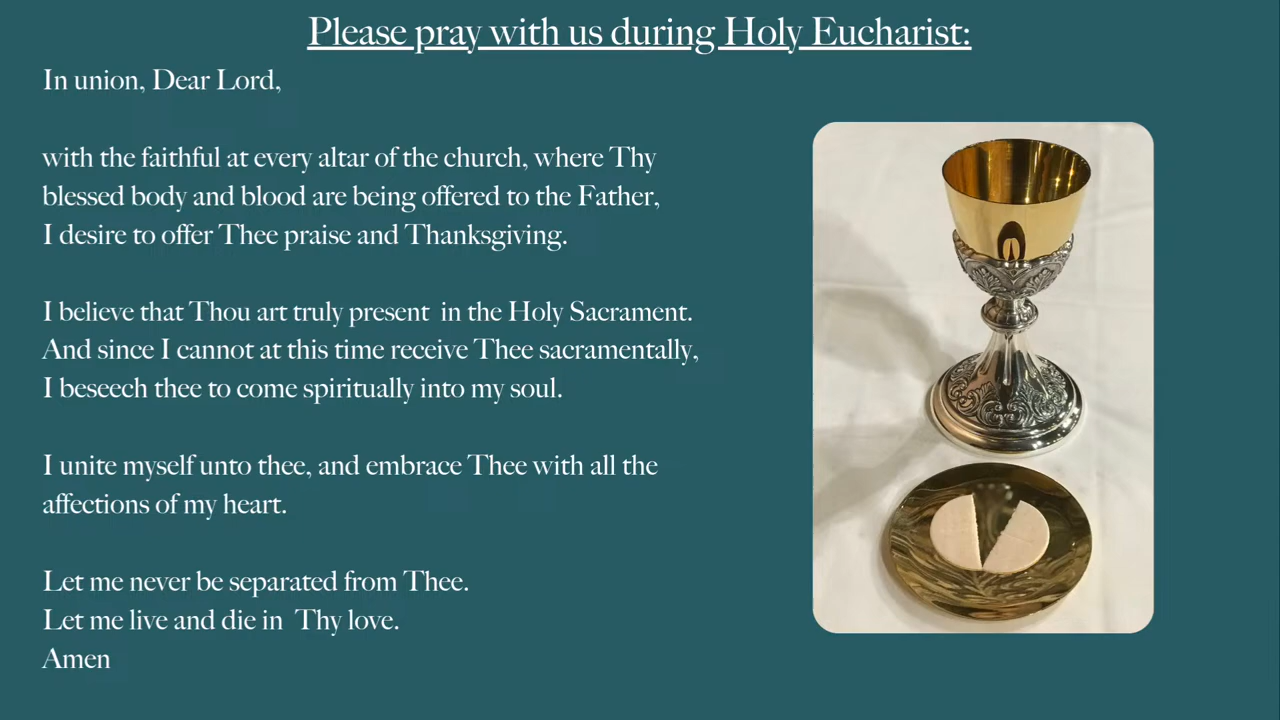 Please pray with us during Holy Eucharist:
In union, Dear Lord,
with the faithful at every altar of the church, where Thy
blessed body and blood are being offered to the Father,
I desire to offer Thee praise and Thanksgiving.
I believe that Thou art truly present  in the Holy Sacrament.
And since I cannot at this time receive Thee sacramentally,
I beseech thee to come spiritually into my soul.
I unite myself unto thee, and embrace Thee with all the
affections of my heart.
Let me never be separated from Thee.
Let me live and die in  Thy love.
Amen